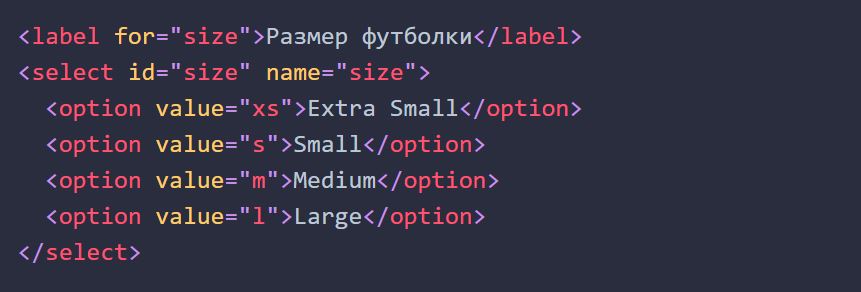 <label for="size">Размер футболки</label>
<select id="size" name="size">
  <option value="xs">Extra Small</option>
  <option value="s">Small</option>
  <option value="m">Medium</option>
  <option value="l">Large</option>
</select>